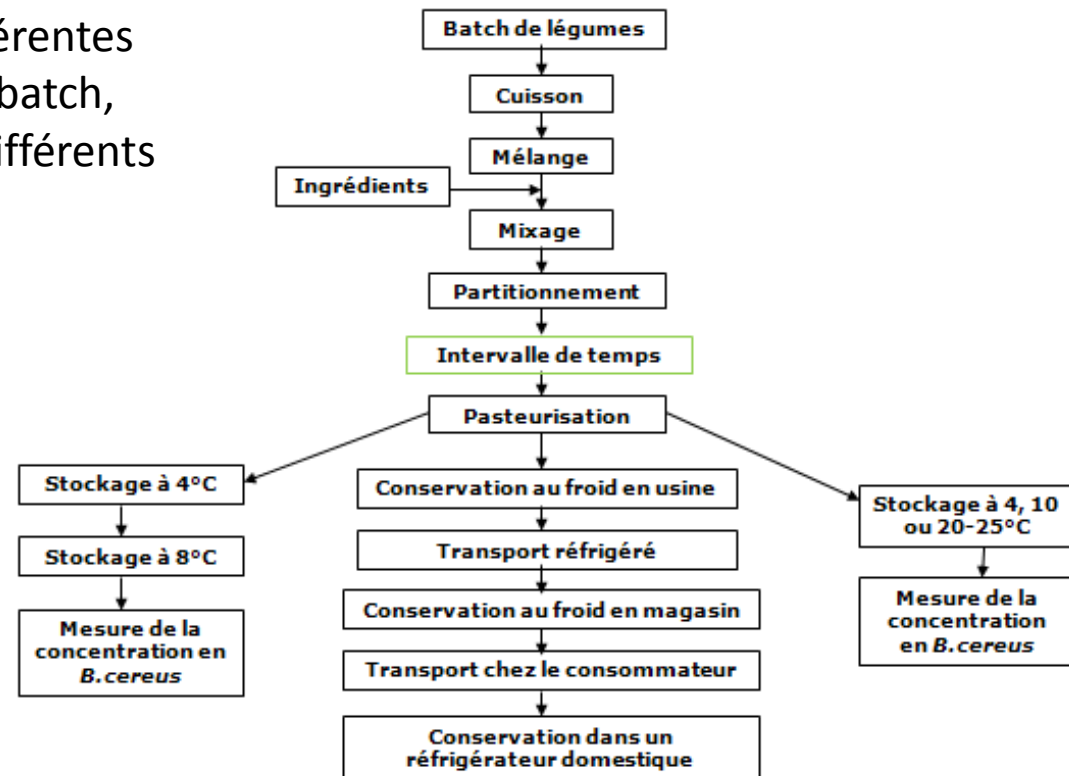 érentes
batch,
ifférents
Batch de légumes
Cuisson
Mélange
Ingrédients
Mixage
Partitionnement
Intervalle de temps
Pasteurisation
Stockage à 4°C
Stockage à 8°C
Mesure de la
concentration en
B.cereus
Conservation au froid en usine
Transport réfrigéré
Conservation au froid en magasin
Transport chez le consommateur
Conservation dans un
réfrigérateur domestique
Stockage à 4, 10
ou 20-25°C
Mesure de la
concentration
en B.cereus